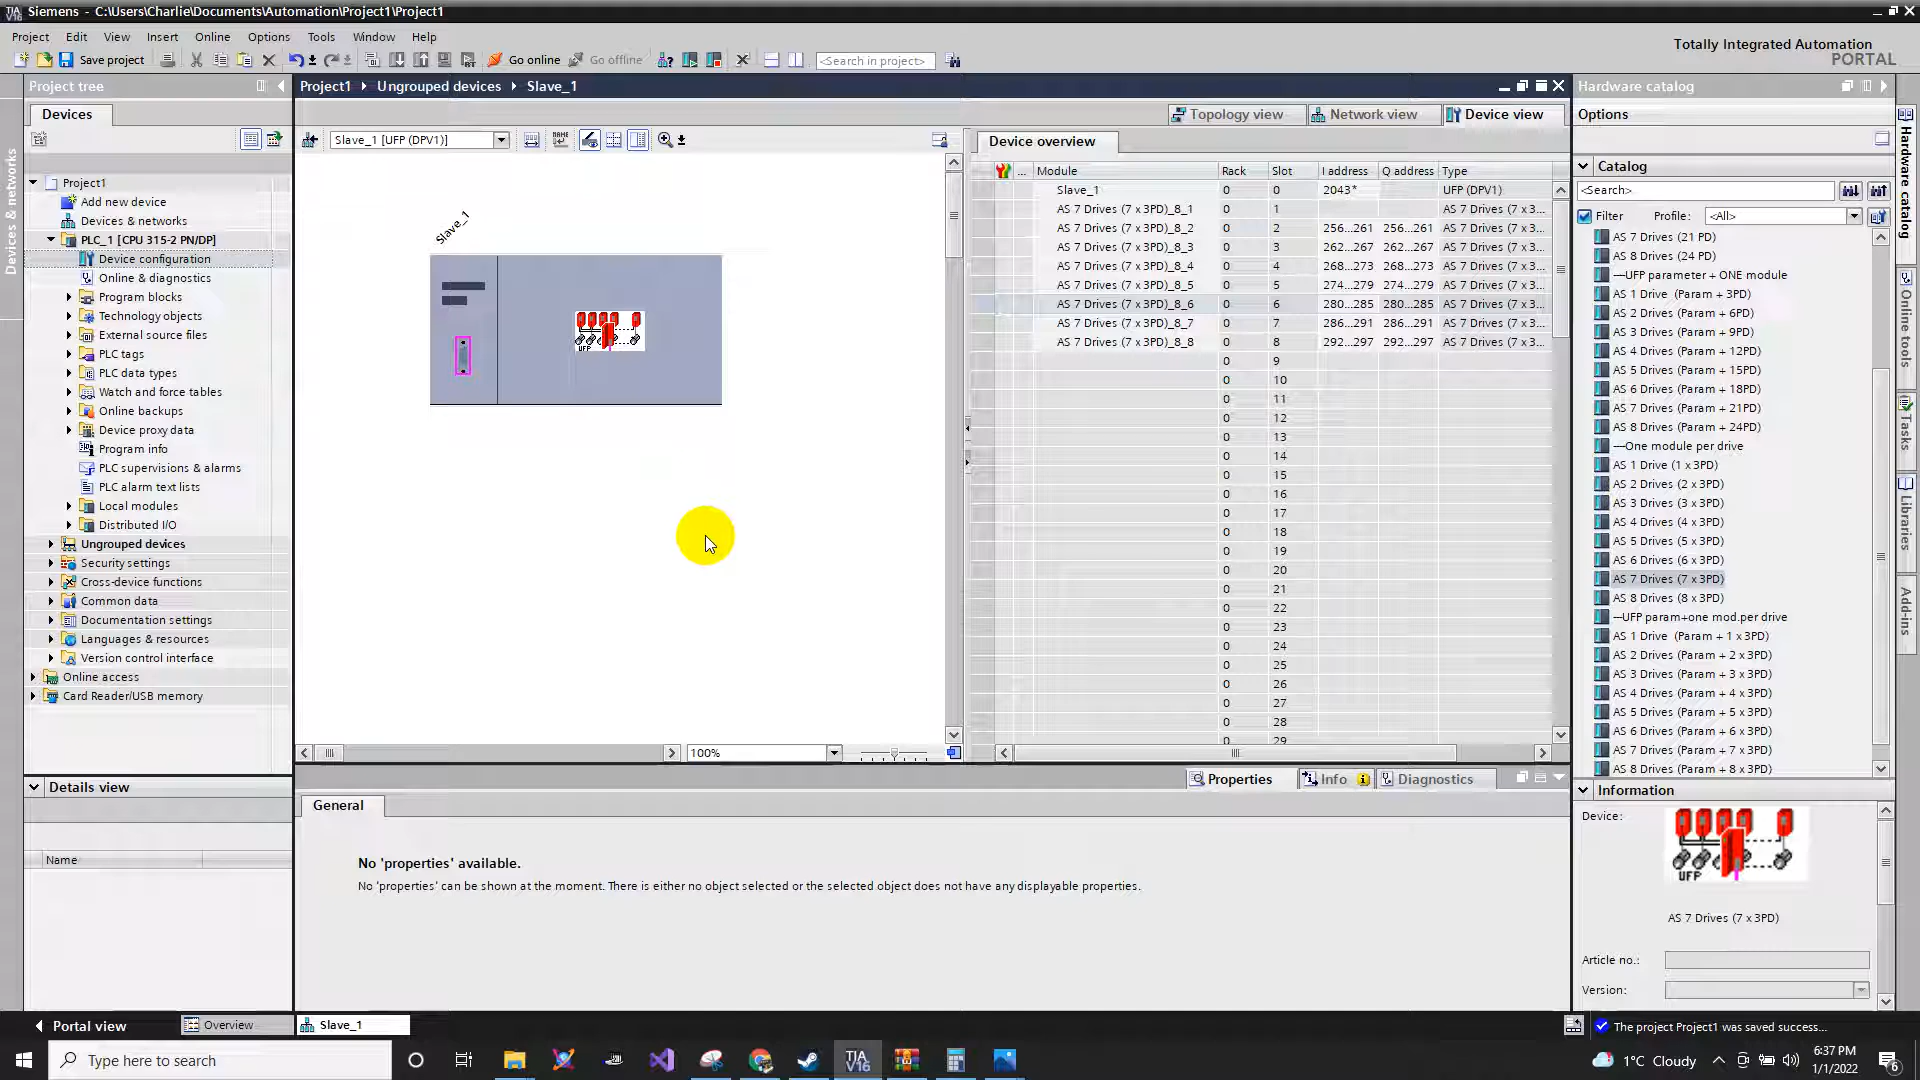 Siemens - C:\Users\Charlie\Documents\Automation\Project1\Project1
Project Edit View Insert Online Options Tools Window Help
Totally Integrated Automation
PORTAL
Save project
Go online
Go offline
<Search in project>
Project tree
Project1 Ungrouped devices Slave_1
Hardware catalog
Devices
Topology view
Network view
Device view
Options
Slave_1 [UFP (DPV1)]
Device overview
Devices & networks
Project1
Add new device
Devices & networks
PLC_1 [CPU 315-2 PN/DP]
Device configuration
Online & diagnostics
Program blocks
Technology objects
External source files
PLC tags
PLC data types
Watch and force tables
Online backups
Device proxy data
Program info
PLC supervisions & alarms
PLC alarm text lists
Local modules
Distributed I/O
Ungrouped devices
Security settings
Cross-device functions
Common data
Documentation settings
Languages & resources
Version control interface
Online access
Card Reader/USB memory
Details view
Name
Slave_1
UFP
100%
... Module Rack Slot I address Q address Type
Slave_1 0 0 2043* UFP (DPV1)
AS 7 Drives (7 x 3PD)_8_1 0 1 AS 7 Drives (7 x 3...
AS 7 Drives (7 x 3PD)_8_2 0 2 256...261 256...261 AS 7 Drives (7 x 3...
AS 7 Drives (7 x 3PD)_8_3 0 3 262...267 262...267 AS 7 Drives (7 x 3...
AS 7 Drives (7 x 3PD)_8_4 0 4 268...273 268...273 AS 7 Drives (7 x 3...
AS 7 Drives (7 x 3PD)_8_5 0 5 274...279 274...279 AS 7 Drives (7 x 3...
AS 7 Drives (7 x 3PD)_8_6 0 6 280...285 280...285 AS 7 Drives (7 x 3...
AS 7 Drives (7 x 3PD)_8_7 0 7 286...291 286...291 AS 7 Drives (7 x 3...
AS 7 Drives (7 x 3PD)_8_8 0 8 292...297 292...297 AS 7 Drives (7 x 3...
0 9
0 10
0 11
0 12
0 13
0 14
0 15
0 16
0 17
0 18
0 19
0 20
0 21
0 22
0 23
0 24
0 25
0 26
0 27
0 28
0 29
Catalog
<Search>
Filter Profile: <All>
AS 7 Drives (21 PD)
AS 8 Drives (24 PD)
---UFP parameter + ONE module
AS 1 Drive (Param + 3PD)
AS 2 Drives (Param + 6PD)
AS 3 Drives (Param + 9PD)
AS 4 Drives (Param + 12PD)
AS 5 Drives (Param + 15PD)
AS 6 Drives (Param + 18PD)
AS 7 Drives (Param + 21PD)
AS 8 Drives (Param + 24PD)
---One module per drive
AS 1 Drive (1 x 3PD)
AS 2 Drives (2 x 3PD)
AS 3 Drives (3 x 3PD)
AS 4 Drives (4 x 3PD)
AS 5 Drives (5 x 3PD)
AS 6 Drives (6 x 3PD)
AS 7 Drives (7 x 3PD)
AS 8 Drives (8 x 3PD)
---UFP param+one mod.per drive
AS 1 Drive (Param + 1 x 3PD)
AS 2 Drives (Param + 2 x 3PD)
AS 3 Drives (Param + 3 x 3PD)
AS 4 Drives (Param + 4 x 3PD)
AS 5 Drives (Param + 5 x 3PD)
AS 6 Drives (Param + 6 x 3PD)
AS 7 Drives (Param + 7 x 3PD)
AS 8 Drives (Param + 8 x 3PD)
Information
Device:
UFP
AS 7 Drives (7 x 3PD)
Article no.:
Version:
Hardware catalog
Online tools
Tasks
Libraries
Add-ins
Properties
Info
Diagnostics
General
No 'properties' available.
No 'properties' can be shown at the moment. There is either no object selected or the selected object does not have any displayable properties.
Portal view
Overview
Slave_1
The project Project1 was saved success...
Type here to search
TIA
V16
1°C Cloudy
6:37 PM
1/1/2022
6